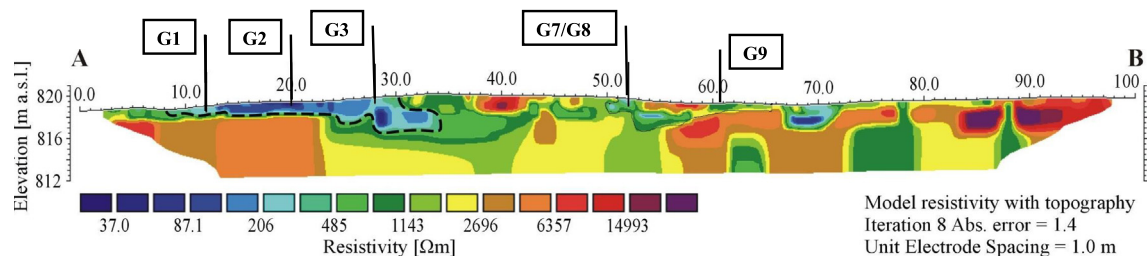 G1
G2
G3
G7/G8
G9
A
B
0.0
10.0
20.0
30.0
40.0
50.0
60.0
70.0
80.0
90.0
100.0
Elevation [m a.s.l.]
820
816
812
37.0 87.1 206 485 1143 2696 6357 14993
Resistivity [Ωm]
Model resistivity with topography
Iteration 8 Abs. error = 1.4
Unit Electrode Spacing = 1.0 m